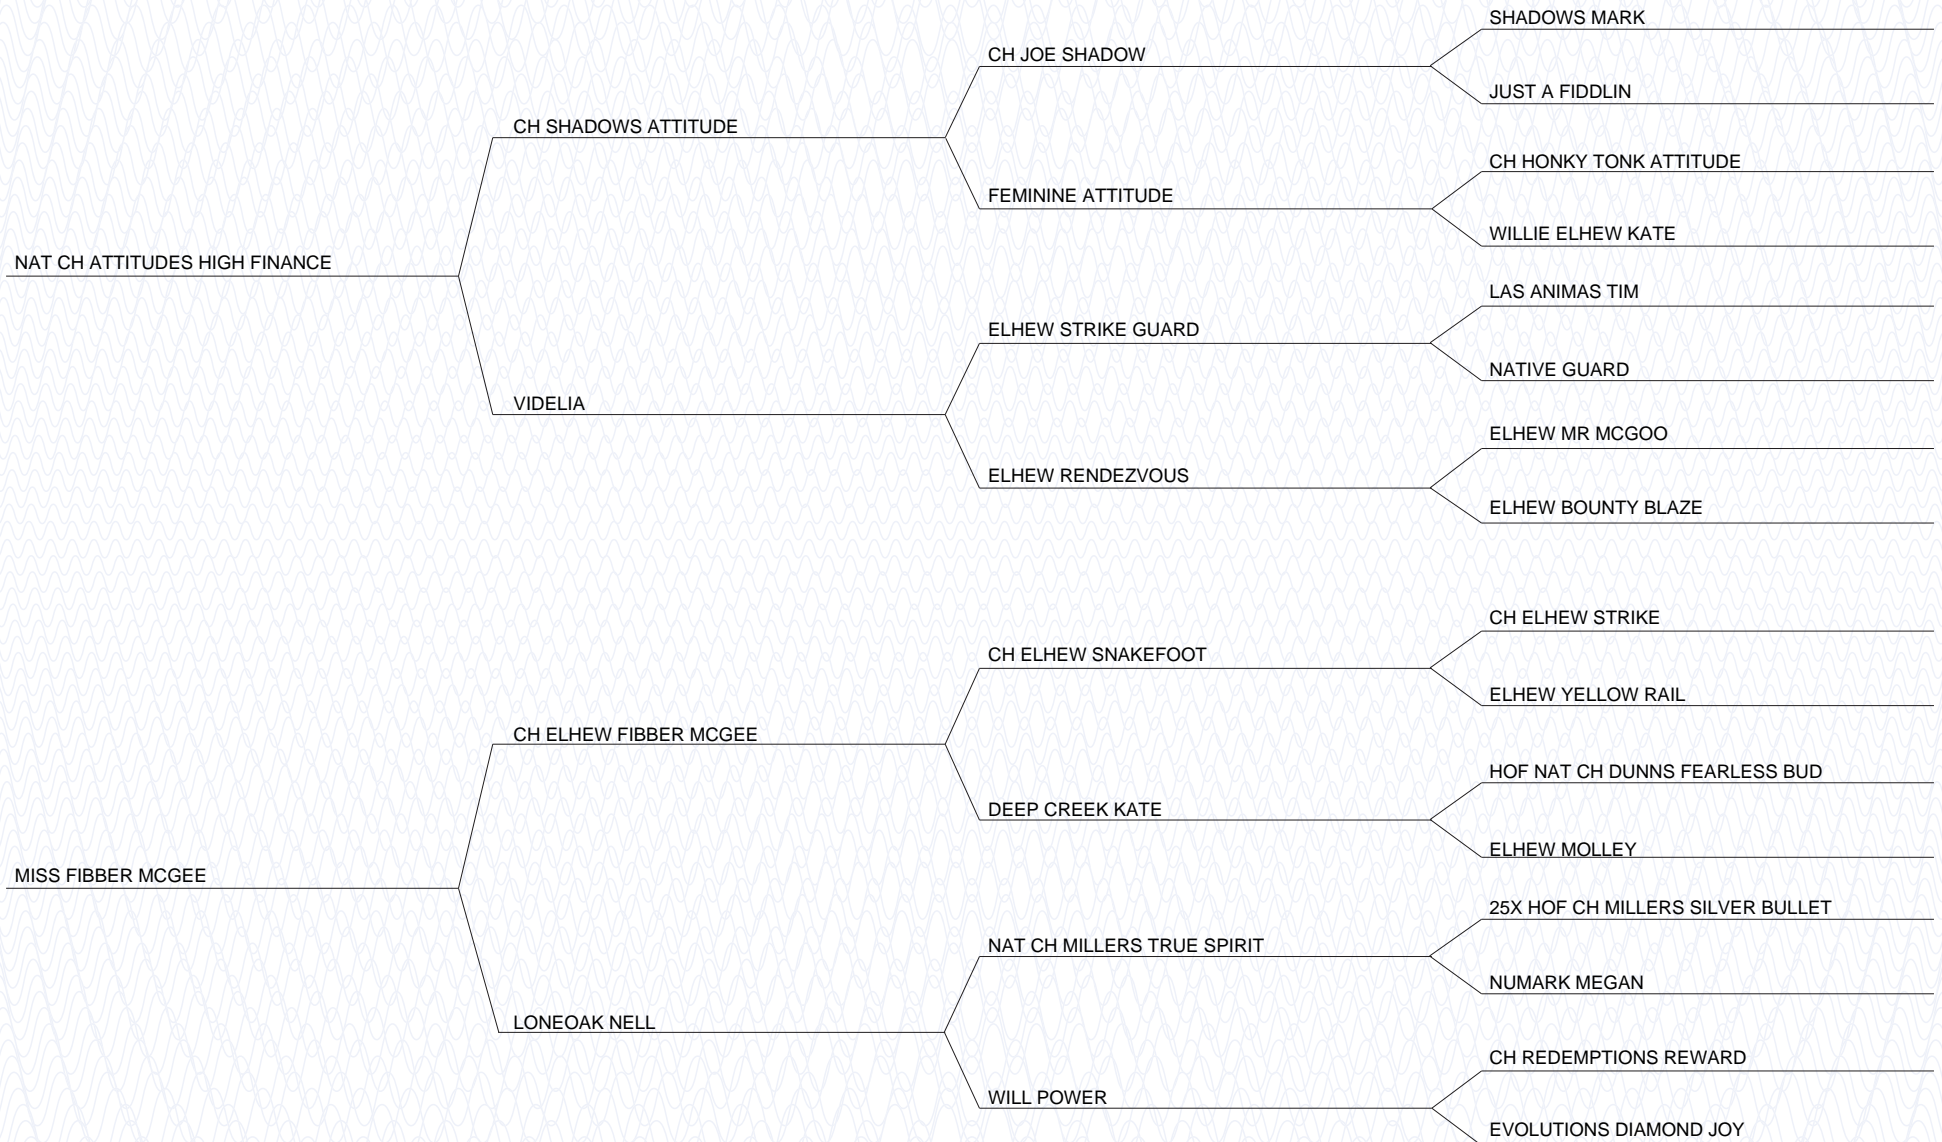 SHADOWS MARK
CH JOE SHADOW
JUST A FIDDLIN
CH SHADOWS ATTITUDE
CH HONKY TONK ATTITUDE
FEMININE ATTITUDE
WILLIE ELHEW KATE
NAT CH ATTITUDES HIGH FINANCE
LAS ANIMAS TIM
ELHEW STRIKE GUARD
NATIVE GUARD
VIDELIA
ELHEW MR MCGOO
ELHEW RENDEZVOUS
ELHEW BOUNTY BLAZE
CH ELHEW STRIKE
CH ELHEW SNAKEFOOT
ELHEW YELLOW RAIL
CH ELHEW FIBBER MCGEE
HOF NAT CH DUNNS FEARLESS BUD
DEEP CREEK KATE
ELHEW MOLLEY
MISS FIBBER MCGEE
25X HOF CH MILLERS SILVER BULLET
NAT CH MILLERS TRUE SPIRIT
NUMARK MEGAN
LONEOAK NELL
CH REDEMPTIONS REWARD
WILL POWER
EVOLUTIONS DIAMOND JOY